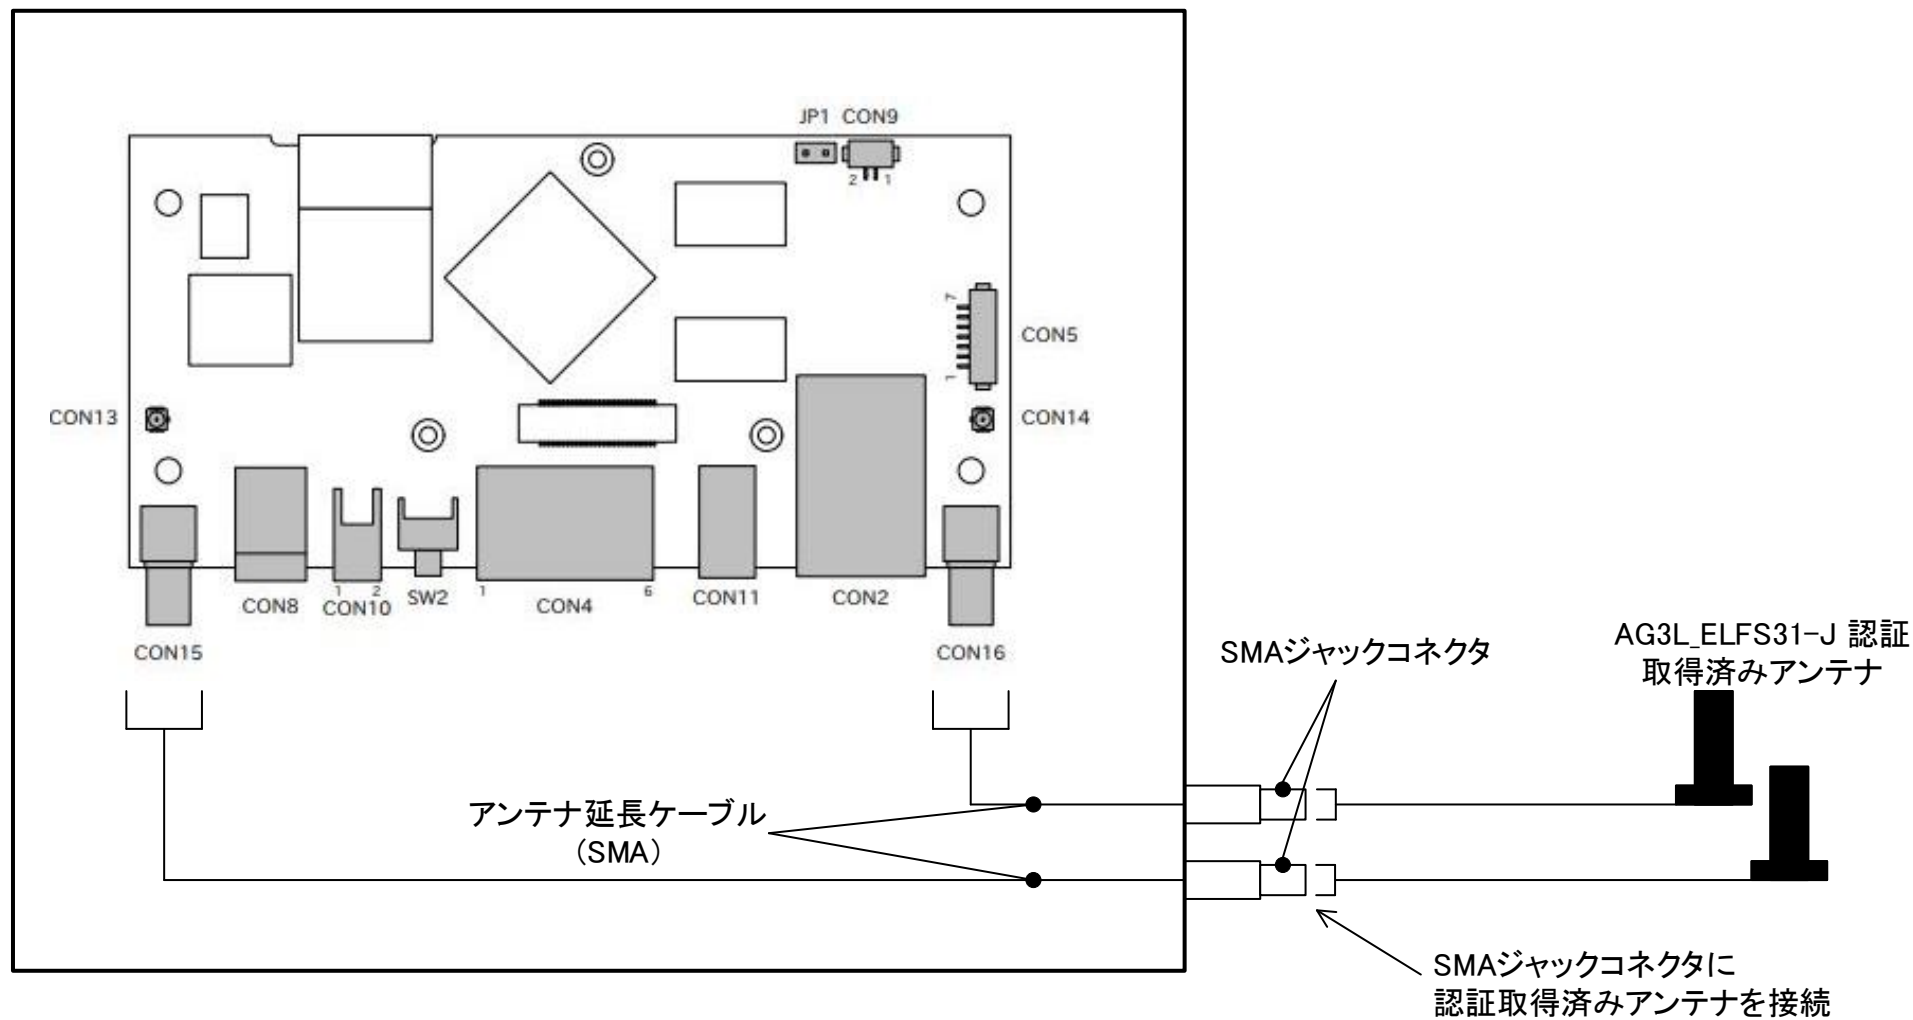 JP1 CON9
2 1
7
CON5
1
CON13
CON14
1 2
1 6
CON8
CON10
SW2
CON4
CON11
CON2
CON15
CON16
SMAジャックコネクタ
AG3L_ELFS31-J 認証
取得済みアンテナ
アンテナ延長ケーブル
（SMA）
SMAジャックコネクタに
認証取得済みアンテナを接続